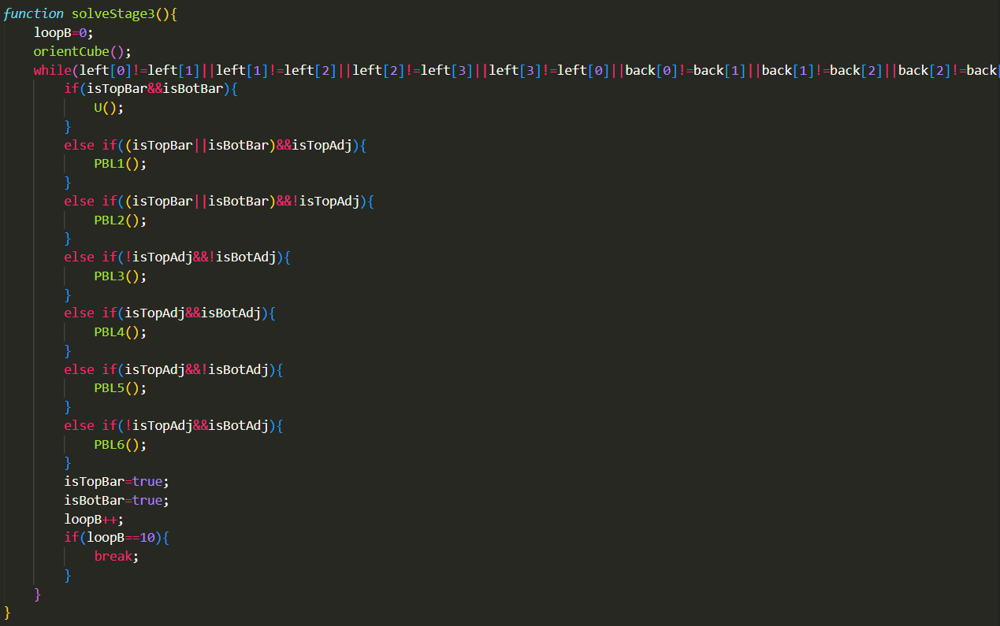 function solveStage3(){
    loopB=0;
    orientCube();
    while(left[0]!=left[1]||left[1]!=left[2]||left[2]!=left[3]||left[3]!=left[0]||back[0]!=back[1]||back[1]!=back[2]||back[2]!=back[
        if(isTopBar&&isBotBar){
            U();
        }
        else if((isTopBar||isBotBar)&&isTopAdj){
            PBL1();
        }
        else if((isTopBar||isBotBar)&&!isTopAdj){
            PBL2();
        }
        else if(!isTopAdj&&!isBotAdj){
            PBL3();
        }
        else if(isTopAdj&&isBotAdj){
            PBL4();
        }
        else if(isTopAdj&&!isBotAdj){
            PBL5();
        }
        else if(!isTopAdj&&isBotAdj){
            PBL6();
        }
        isTopBar=true;
        isBotBar=true;
        loopB++;
        if(loopB==10){
            break;
        }
    }
}